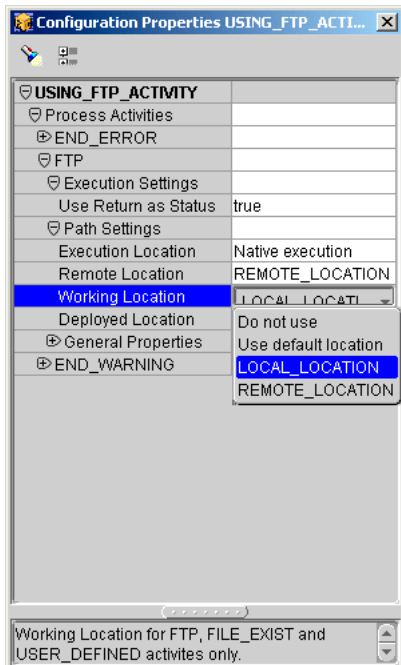 Configuration Properties USING_FTP_ACTI...
USING_FTP_ACTIVITY
Process Activities
END_ERROR
FTP
Execution Settings
Use Return as Status true
Path Settings
Execution Location Native execution
Remote Location REMOTE_LOCATION
Working Location LOCAL_LOCATI
Deployed Location Do not use
Use default location
General Properties
LOCAL_LOCATION
END_WARNING
REMOTE_LOCATION
Working Location for FTP, FILE_EXIST and
USER_DEFINED activites only.